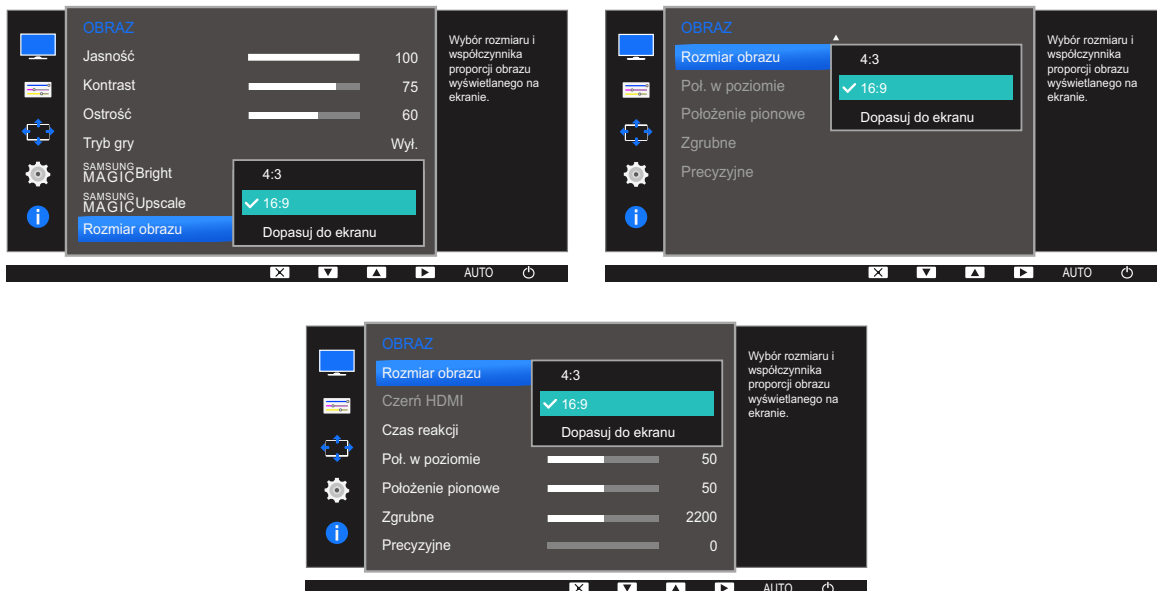 OBRAZ
Jasność 100
Kontrast 75
Ostrość 60
Tryb gry Wył.
SAMSUNG MAGIC Bright
SAMSUNG MAGIC Upscale
Rozmiar obrazu
4:3
16:9
Dopasuj do ekranu
Wybór rozmiaru i
współczynnika
proporcji obrazu
wyświetlanego na
ekranie.
AUTO
OBRAZ
Rozmiar obrazu
Poł. w poziomie
Położenie pionowe
Zgrubne
Precyzyjne
4:3
16:9
Dopasuj do ekranu
Wybór rozmiaru i
współczynnika
proporcji obrazu
wyświetlanego na
ekranie.
AUTO
OBRAZ
Rozmiar obrazu
Czerń HDMI
Czas reakcji
4:3
16:9
Dopasuj do ekranu
Poł. w poziomie 50
Położenie pionowe 50
Zgrubne 2200
Precyzyjne 0
Wybór rozmiaru i
współczynnika
proporcji obrazu
wyświetlanego na
ekranie.
AUTO